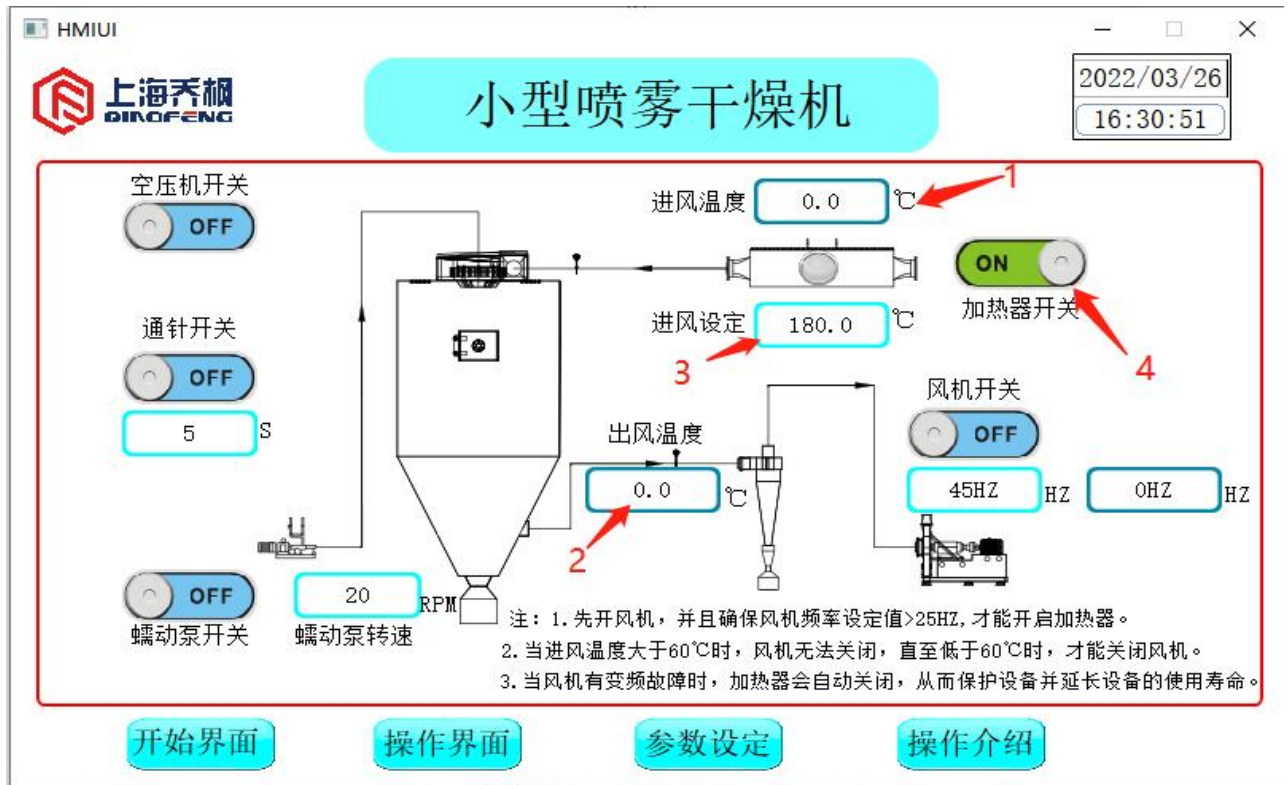 HMIUI
上海乔枫
QIAOFENG
小型喷雾干燥机
2022/03/26
16:30:51
空压机开关
OFF
进风温度 0.0 ℃
1
ON
加热器开关
4
进风设定 180.0 ℃
3
通针开关
OFF
5 S
风机开关
OFF
45HZ HZ 0HZ HZ
出风温度
0.0 ℃
2
OFF
蠕动泵开关
20 RPM
蠕动泵转速
注：1.先开风机，并且确保风机频率设定值>25HZ,才能开启加热器。
2.当进风温度大于60℃时，风机无法关闭，直至低于60℃时，才能关闭风机。
3.当风机有变频故障时，加热器会自动关闭，从而保护设备并延长设备的使用寿命。
开始界面 操作界面 参数设定 操作介绍